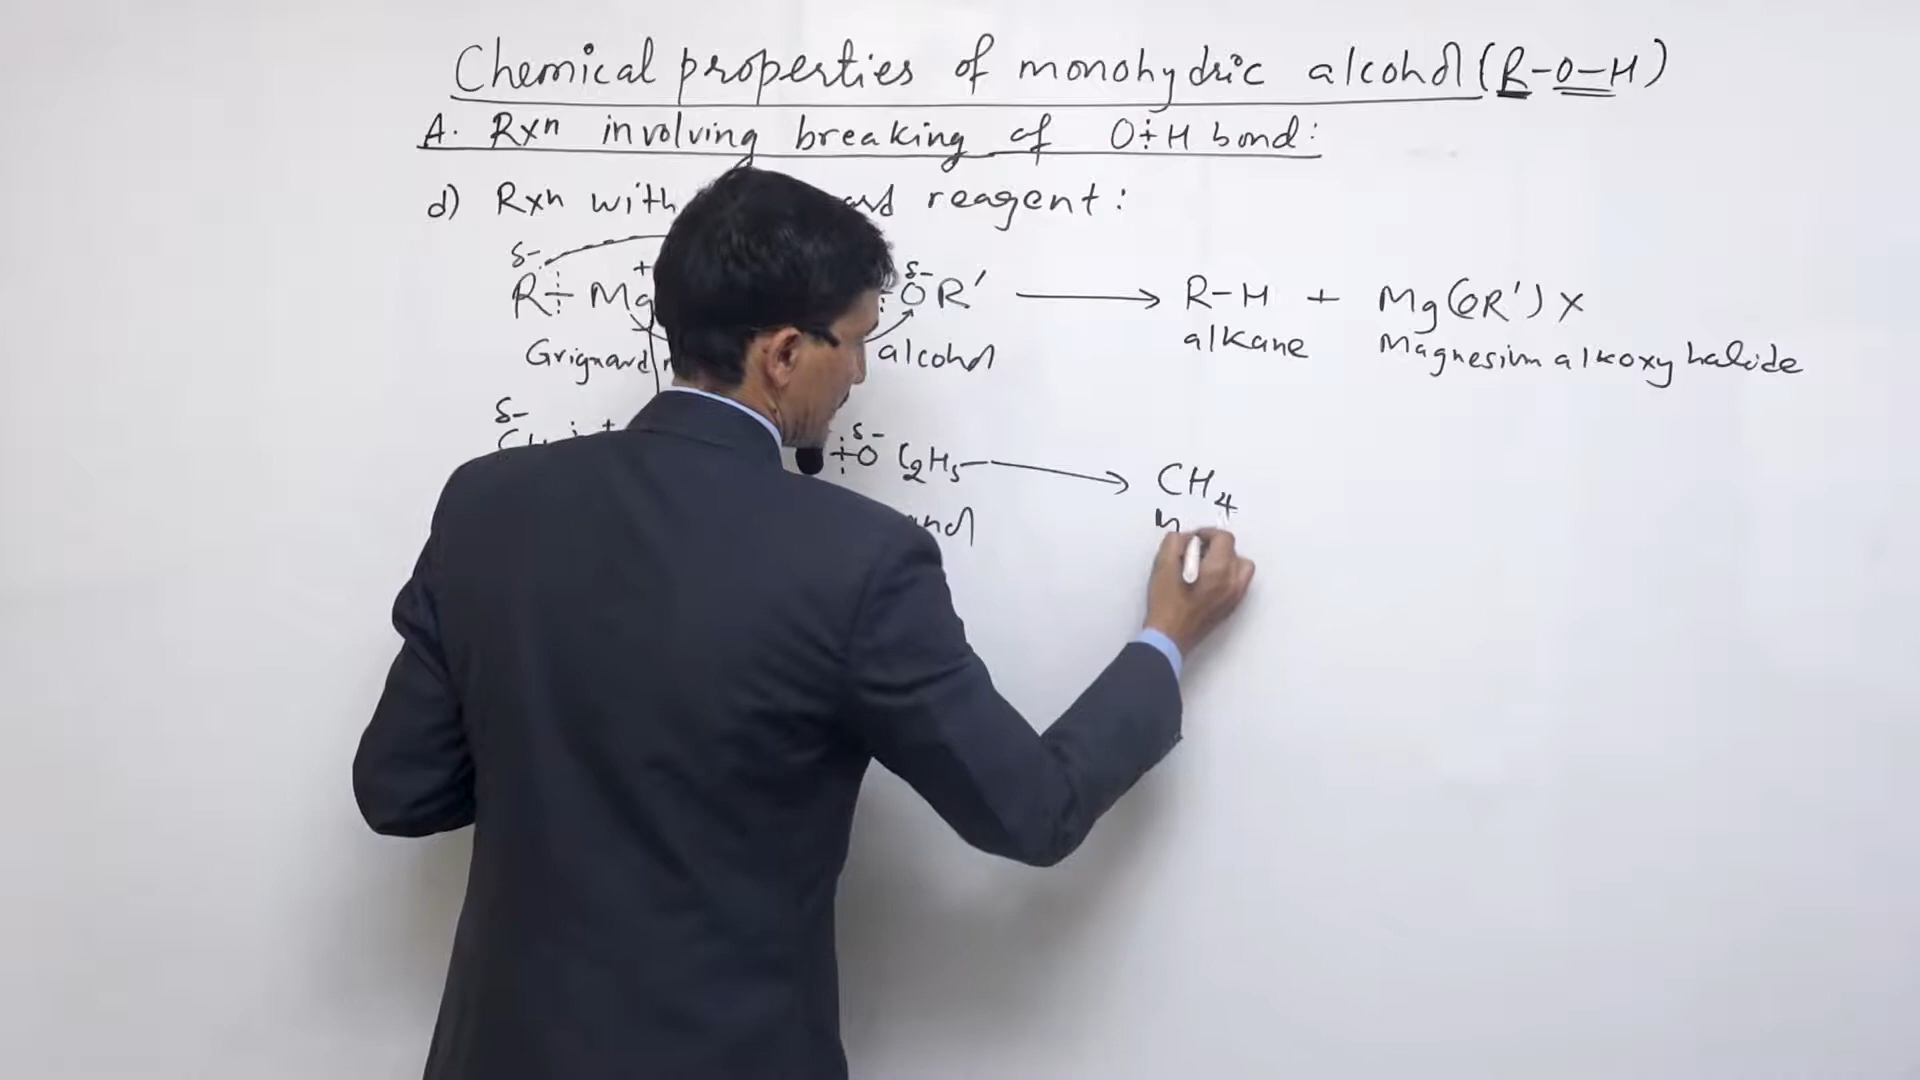 Chemical properties of monohydric alcohol (R-O-H)
A. Rxn involving breaking of O÷H bond:
d) Rxn with reagent:
δ- + δ-
R÷Mg OR' ⟶ R-H + Mg(OR')X
Grignard alcohol alkane Magnesium alkoxy halide
δ- + δ-
÷O C₂H₅ ⟶ CH₄